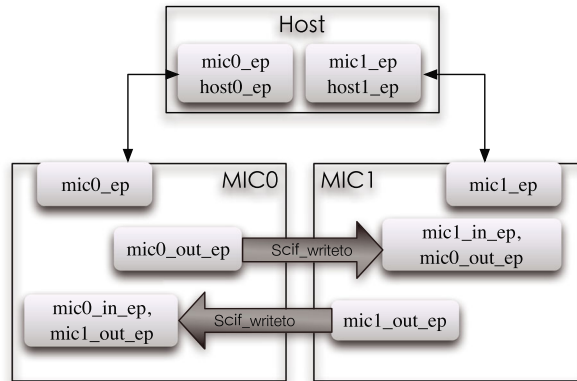 Host
mic0_ep
host0_ep
mic1_ep
host1_ep
mic0_ep
MIC0
MIC1
mic1_ep
mic0_out_ep
Scif_writeto
mic1_in_ep,
mic0_out_ep
mic0_in_ep,
mic1_out_ep
Scif_writeto
mic1_out_ep